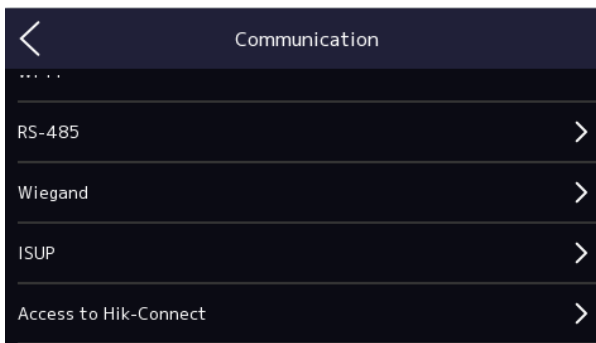 Communication
RS-485
Wiegand
ISUP
Access to Hik-Connect